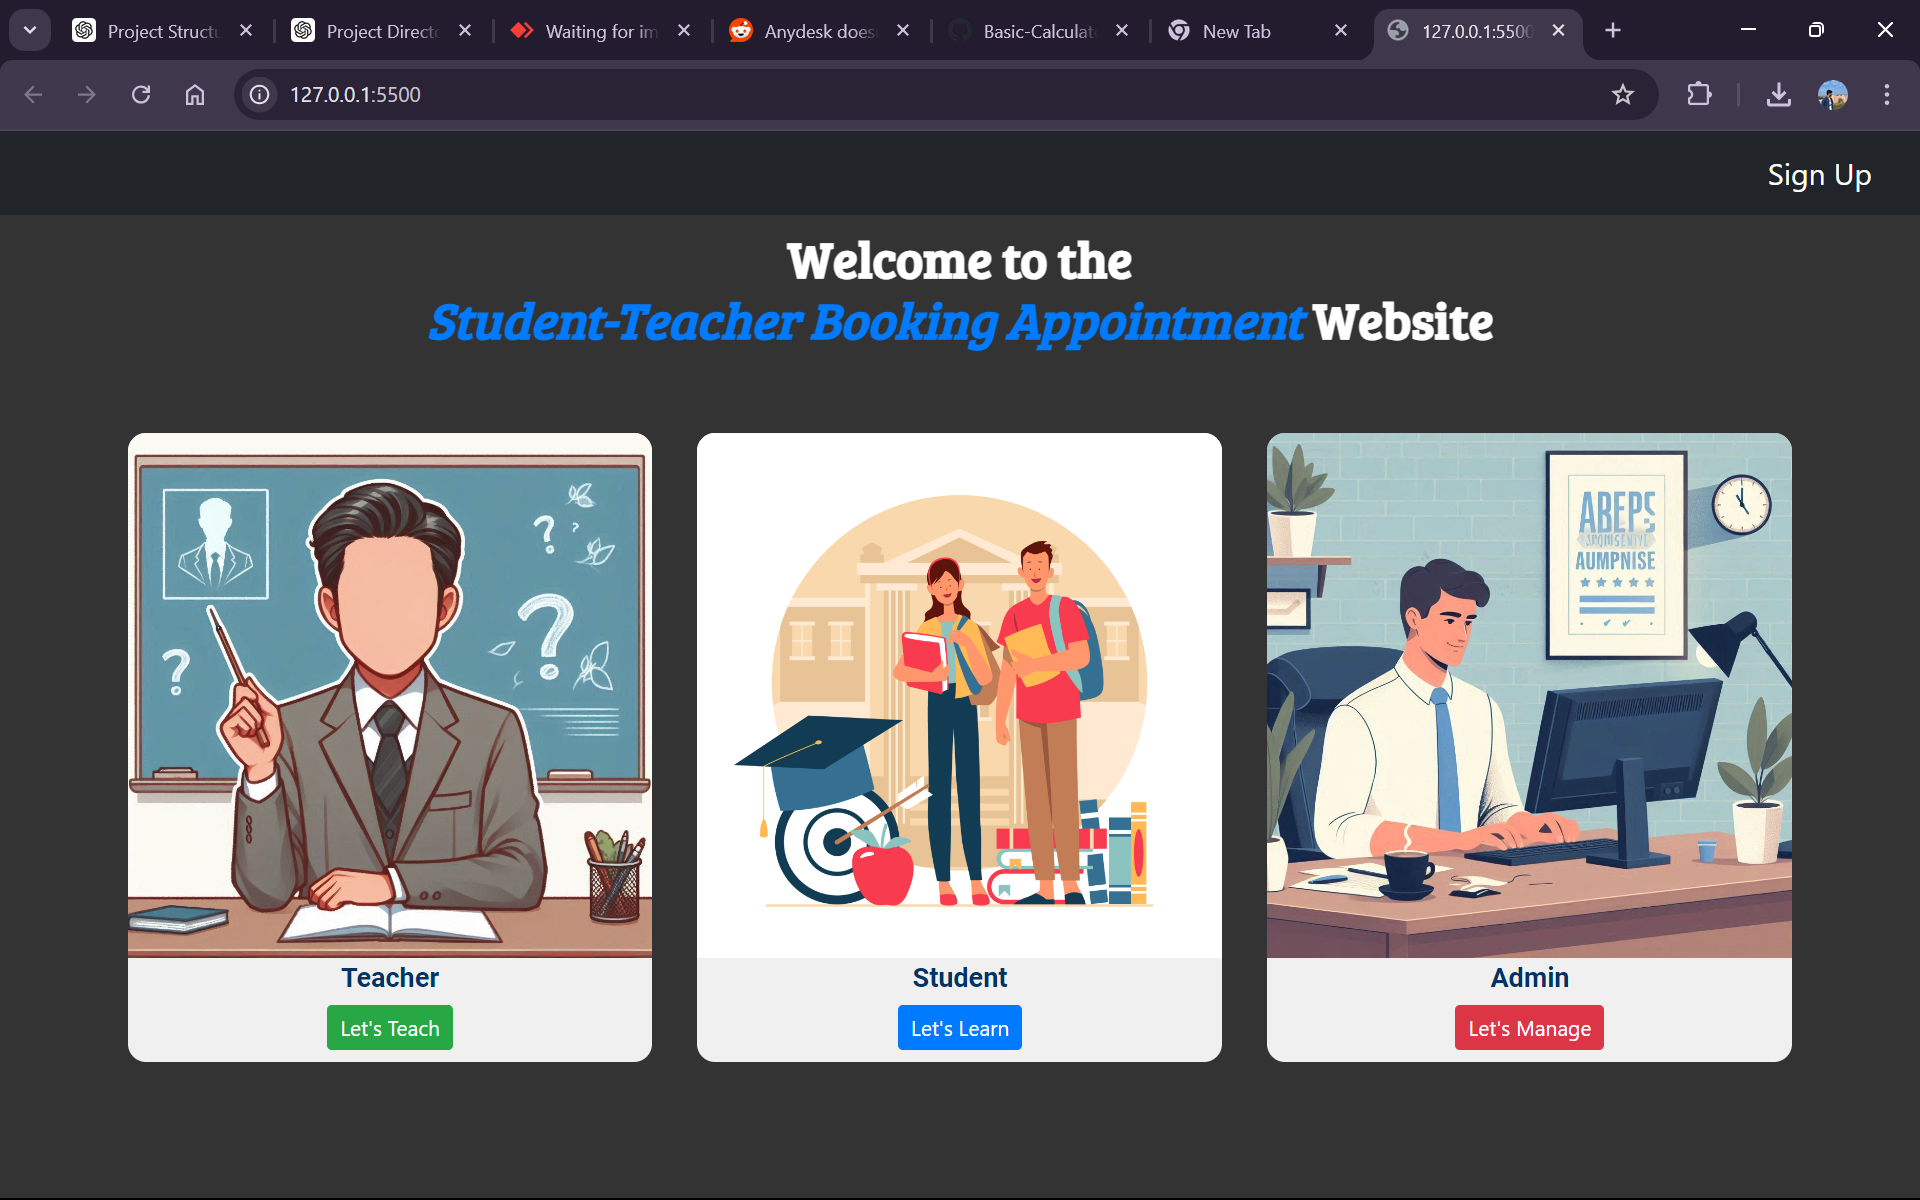 Project Structu
Project Directo
Waiting for im
Anydesk does
Basic-Calculat
New Tab
127.0.0.1:5500
127.0.0.1:5500
Sign Up
Welcome to the
Student-Teacher Booking Appointment Website
? ? ? ?
ABEPS
AUMPNISE
Teacher
Student
Admin
Let's Teach
Let's Learn
Let's Manage